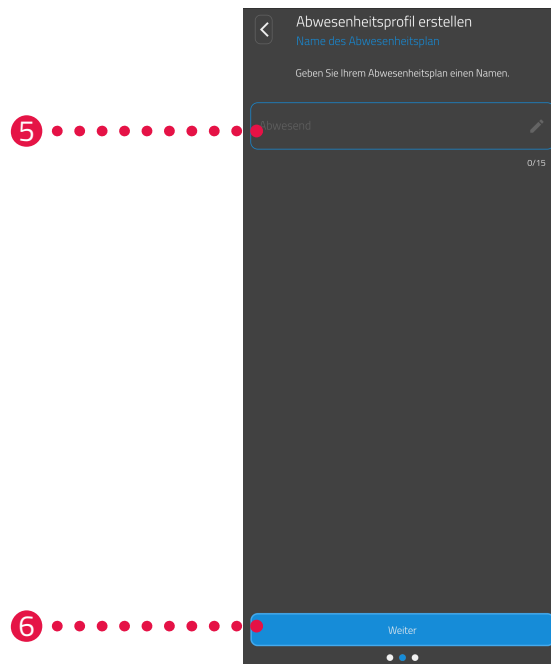 Abwesenheitsprofil erstellen
Name des Abwesenheitsplan
Geben Sie Ihrem Abwesenheitsplan einen Namen.
5
Abwesend
0/15
6
Weiter